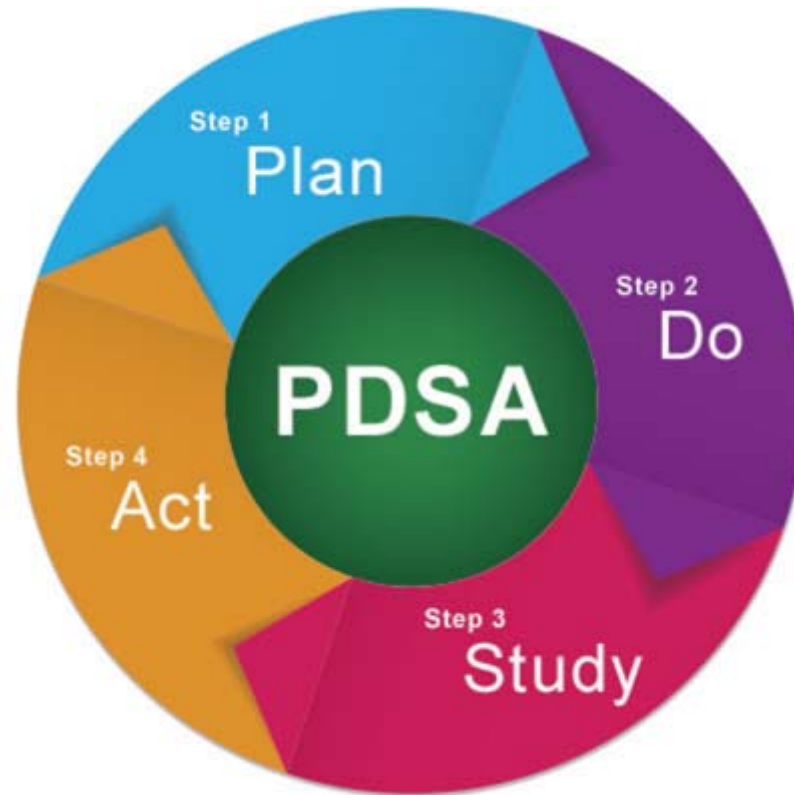 Step 1
Plan
Step 2
Do
PDSA
Step 4
Act
Step 3
Study